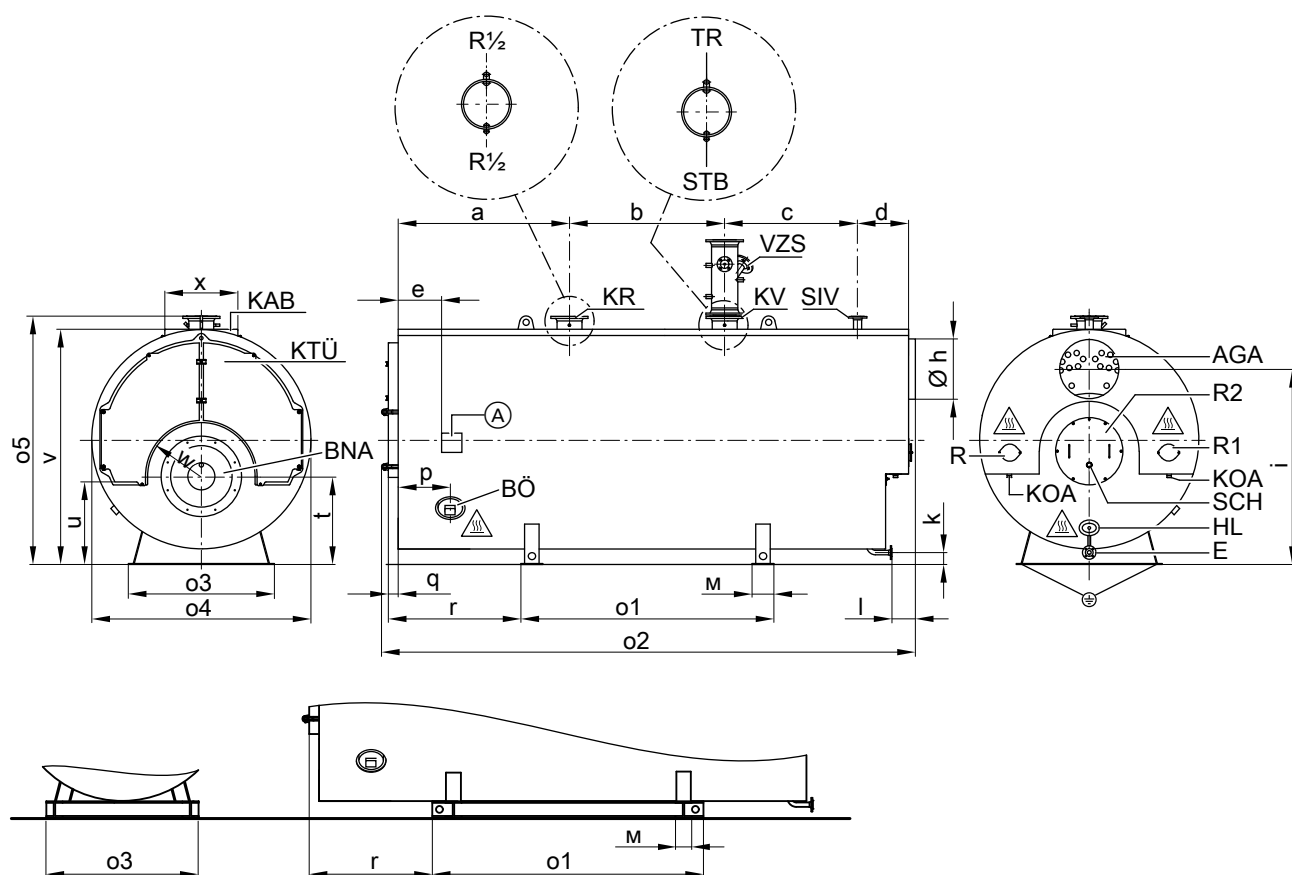 R½
TR
R½
STB
a
b
c
d
VZS
x
KAB
e
KR
KV
SIV
KTÜ
AGA
Ø h
R2
o5
v
A
w
BNA
R
R1
i
p
BÖ
KOA
KOA
SCH
u
t
k
HL
E
o3
q
r
M
o1
l
o4
o2
M
o3
r
o1